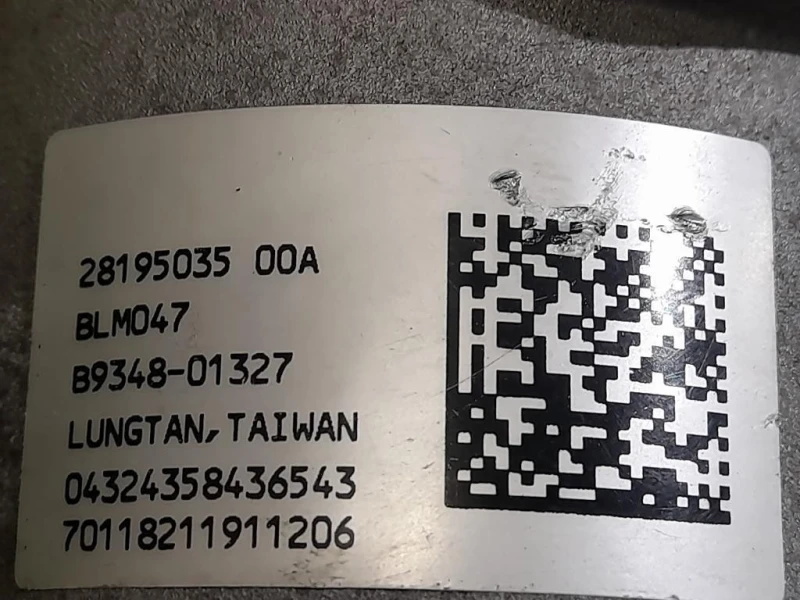 28195035 00A
BLM047
B9348-01327
LUNGTAN, TAIWAN
04324358436543
70118211911206